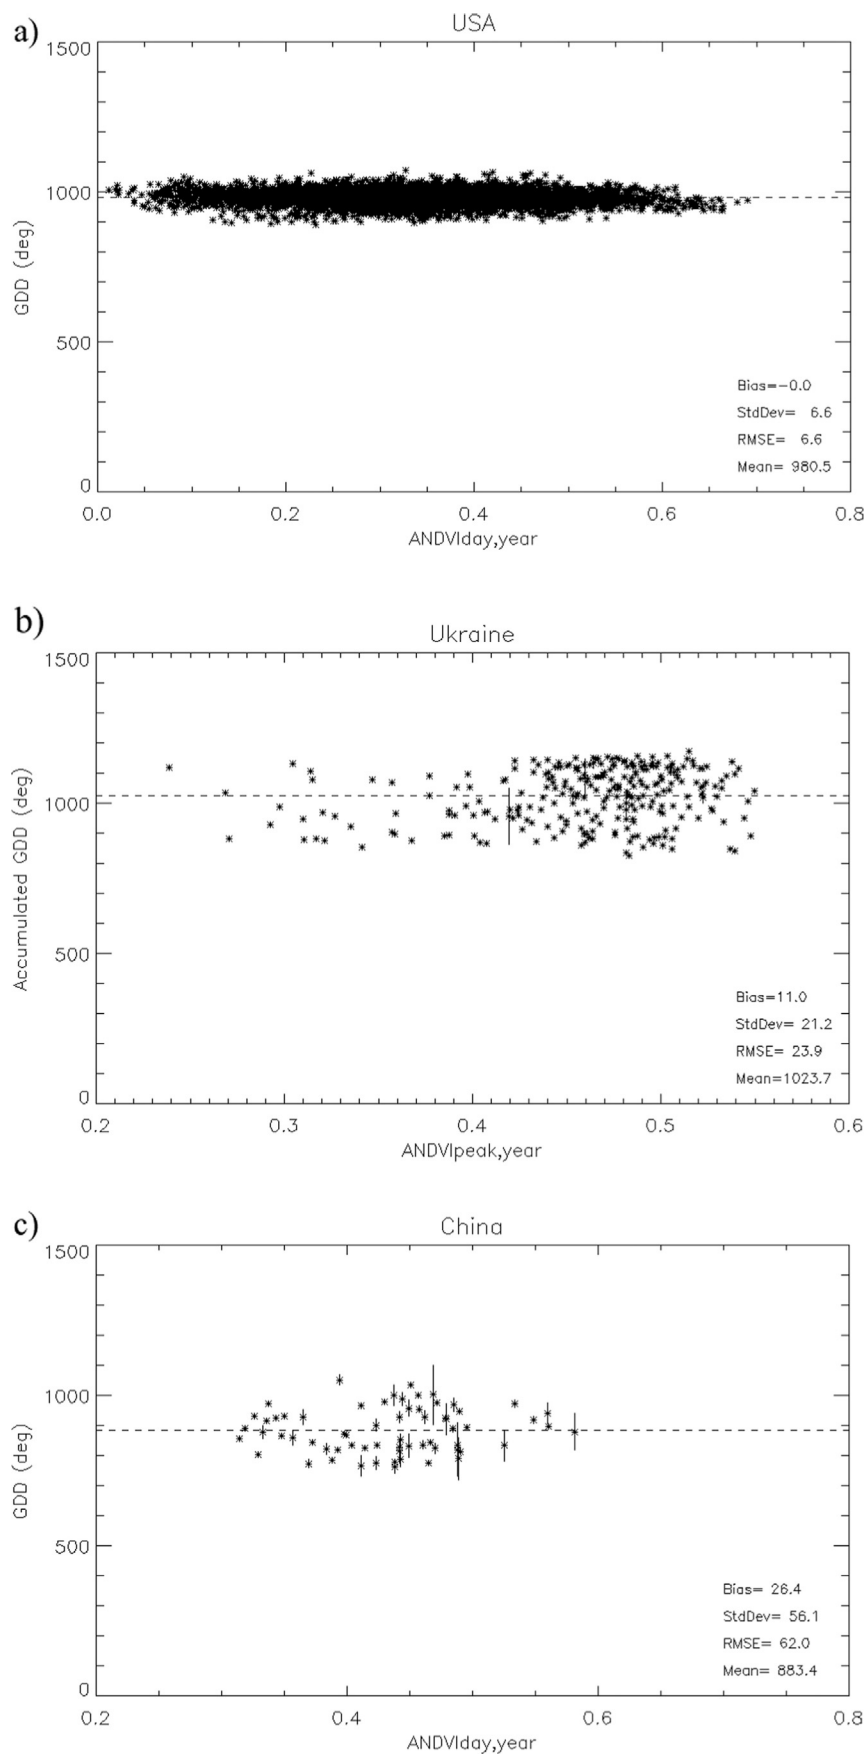 a)
USA
1500
1000
500
0
GDD (deg)
Bias=-0.0
StdDev= 6.6
RMSE= 6.6
Mean= 980.5
0.0 0.2 0.4 0.6 0.8
ANDVIday,year
b)
Ukraine
1500
1000
500
0
Accumulated GDD (deg)
Bias=11.0
StdDev= 21.2
RMSE= 23.9
Mean=1023.7
0.2 0.3 0.4 0.5 0.6
ANDVIpeak,year
c)
China
1500
1000
500
0
GDD (deg)
Bias= 26.4
StdDev= 56.1
RMSE= 62.0
Mean= 883.4
0.2 0.4 0.6 0.8
ANDVIday,year